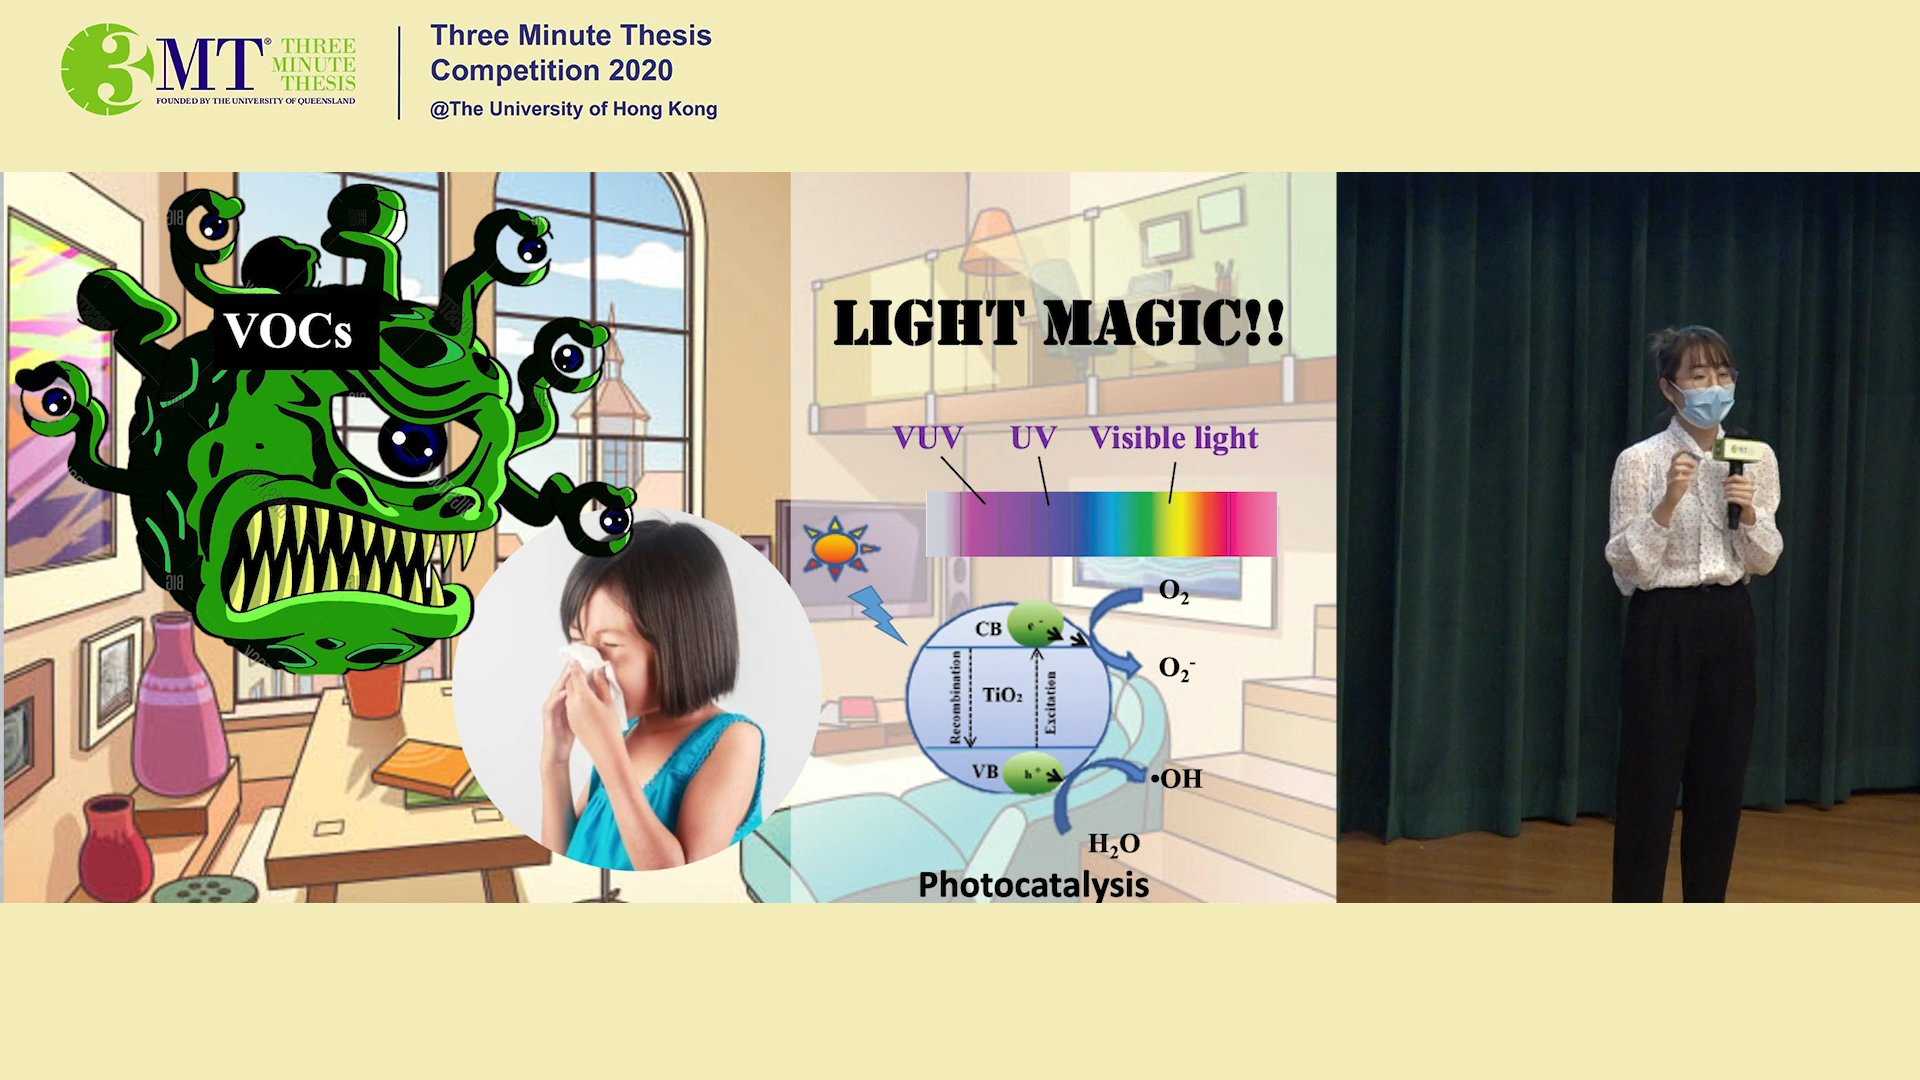 3MT® THREE
MINUTE
THESIS
FOUNDED BY THE UNIVERSITY OF QUEENSLAND
Three Minute Thesis
Competition 2020
@The University of Hong Kong
VOCs
LIGHT MAGIC!!
VUV UV Visible light
O2
CB e-
O2-
Recombination
TiO2
Excitation
VB h+
•OH
H2O
Photocatalysis